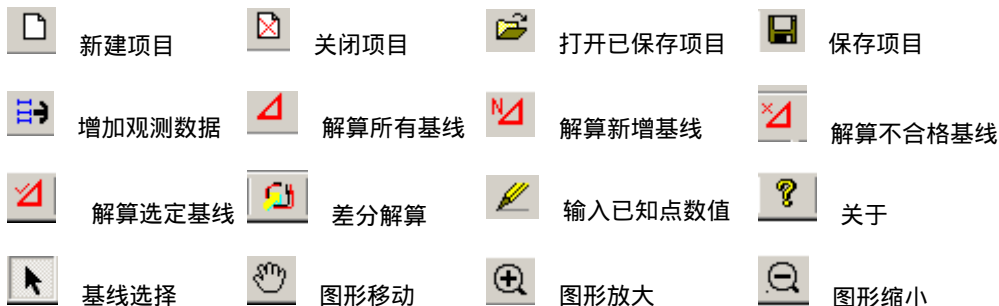 新建项目 关闭项目 打开已保存项目 保存项目
增加观测数据 解算所有基线 N 解算新增基线 解算不合格基线
解算选定基线 差分解算 输入已知点数值 ? 关于
基线选择 图形移动 图形放大 图形缩小